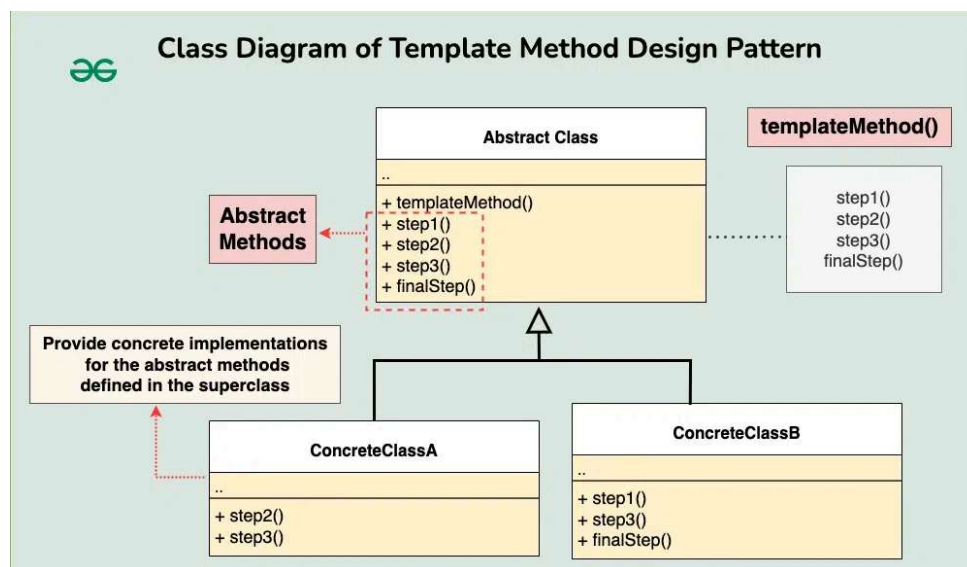 Class Diagram of Template Method Design Pattern
Abstract Class
..
+ templateMethod()
+ step1()
+ step2()
+ step3()
+ finalStep()
templateMethod()
step1()
step2()
step3()
finalStep()
Abstract
Methods
Provide concrete implementations
for the abstract methods
defined in the superclass
ConcreteClassA
..
+ step2()
+ step3()
ConcreteClassB
..
+ step1()
+ step3()
+ finalStep()